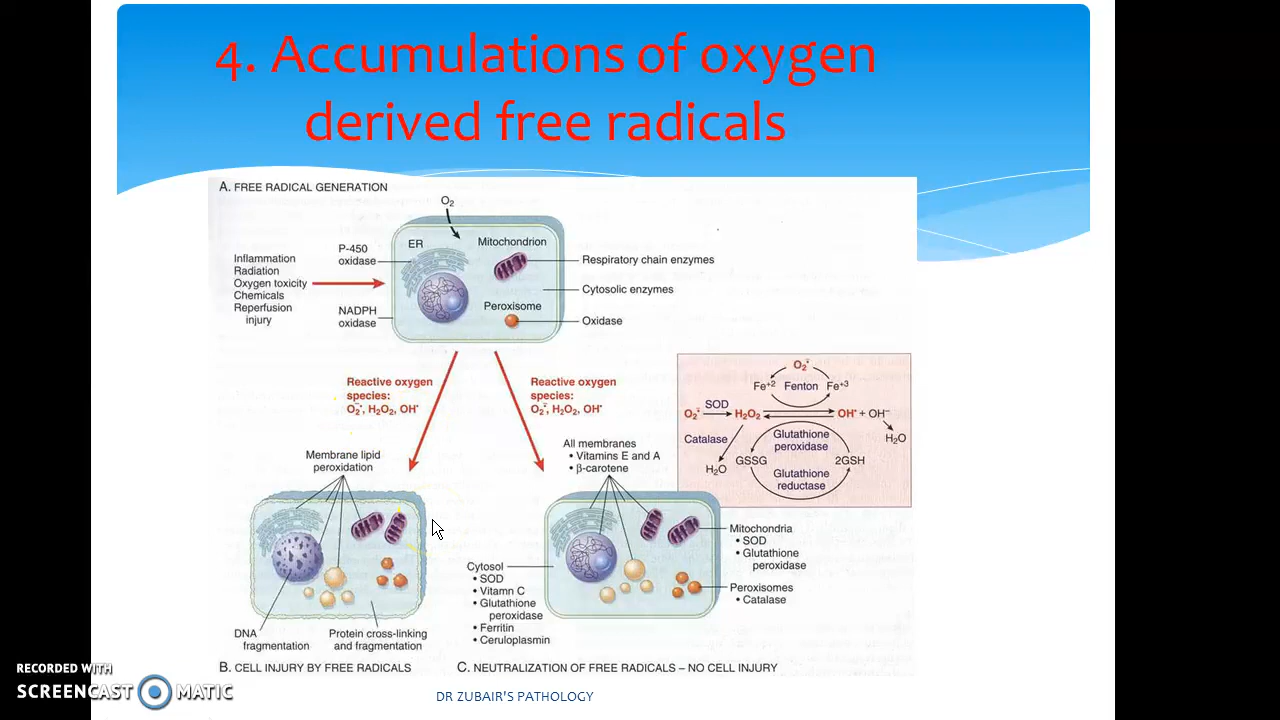 4. Accumulations of oxygen
derived free radicals
A. FREE RADICAL GENERATION
O₂
Inflammation
Radiation
Oxygen toxicity
Chemicals
Reperfusion
injury
P-450
oxidase
NADPH
oxidase
ER
Mitochondrion
Peroxisome
Respiratory chain enzymes
Cytosolic enzymes
Oxidase
Reactive oxygen
species:
O₂⁻•, H₂O₂, OH•
Reactive oxygen
species:
O₂⁻•, H₂O₂, OH•
O₂⁻•
Fe⁺² Fenton Fe⁺³
O₂⁻• SOD H₂O₂ OH• + OH⁻
H₂O
Catalase
H₂O
Glutathione
peroxidase
GSSG 2GSH
Glutathione
reductase
Membrane lipid
peroxidation
DNA
fragmentation
Protein cross-linking
and fragmentation
B. CELL INJURY BY FREE RADICALS
All membranes
• Vitamins E and A
• β-carotene
Cytosol
• SOD
• Vitamn C
• Glutathione
peroxidase
• Ferritin
• Ceruloplasmin
Mitochondria
• SOD
• Glutathione
peroxidase
Peroxisomes
• Catalase
C. NEUTRALIZATION OF FREE RADICALS – NO CELL INJURY
RECORDED WITH
SCREENCAST MATIC
DR ZUBAIR'S PATHOLOGY